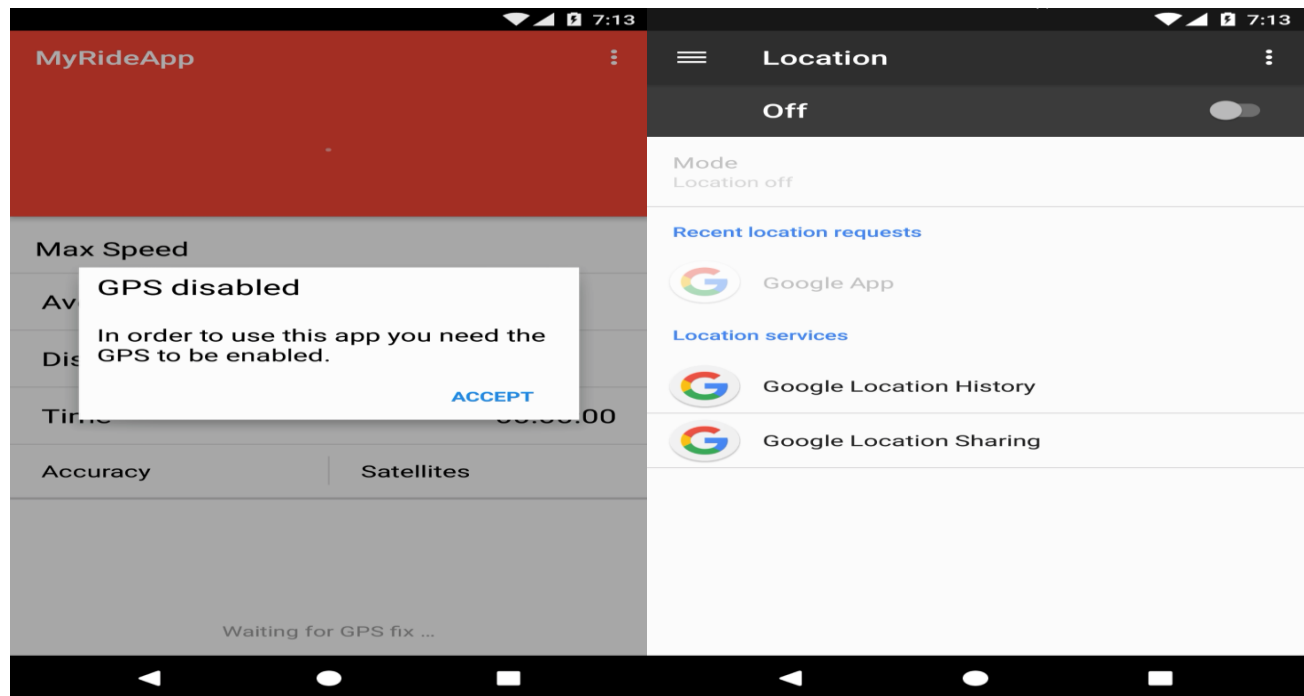 7:13
MyRideApp
Max Speed
GPS disabled
Av
In order to use this app you need the
GPS to be enabled.
Dis
ACCEPT
Accuracy
Satellites
Waiting for GPS fix ...
7:13
Location
Off
Mode
Location off
Recent location requests
Google App
Location services
Google Location History
Google Location Sharing